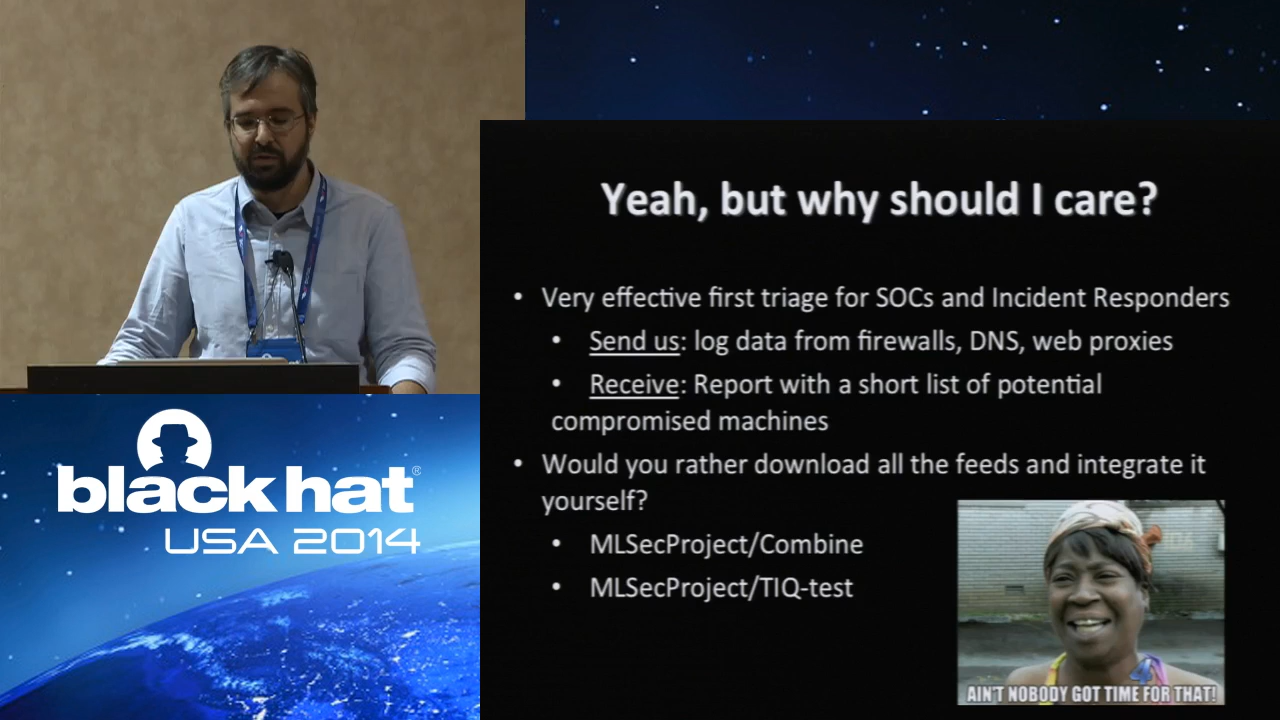 black hat®
USA 2014
Yeah, but why should I care?
• Very effective first triage for SOCs and Incident Responders
• Send us: log data from firewalls, DNS, web proxies
• Receive: Report with a short list of potential
compromised machines
• Would you rather download all the feeds and integrate it
yourself?
• MLSecProject/Combine
• MLSecProject/TIQ-test
AIN'T NOBODY GOT TIME FOR THAT!